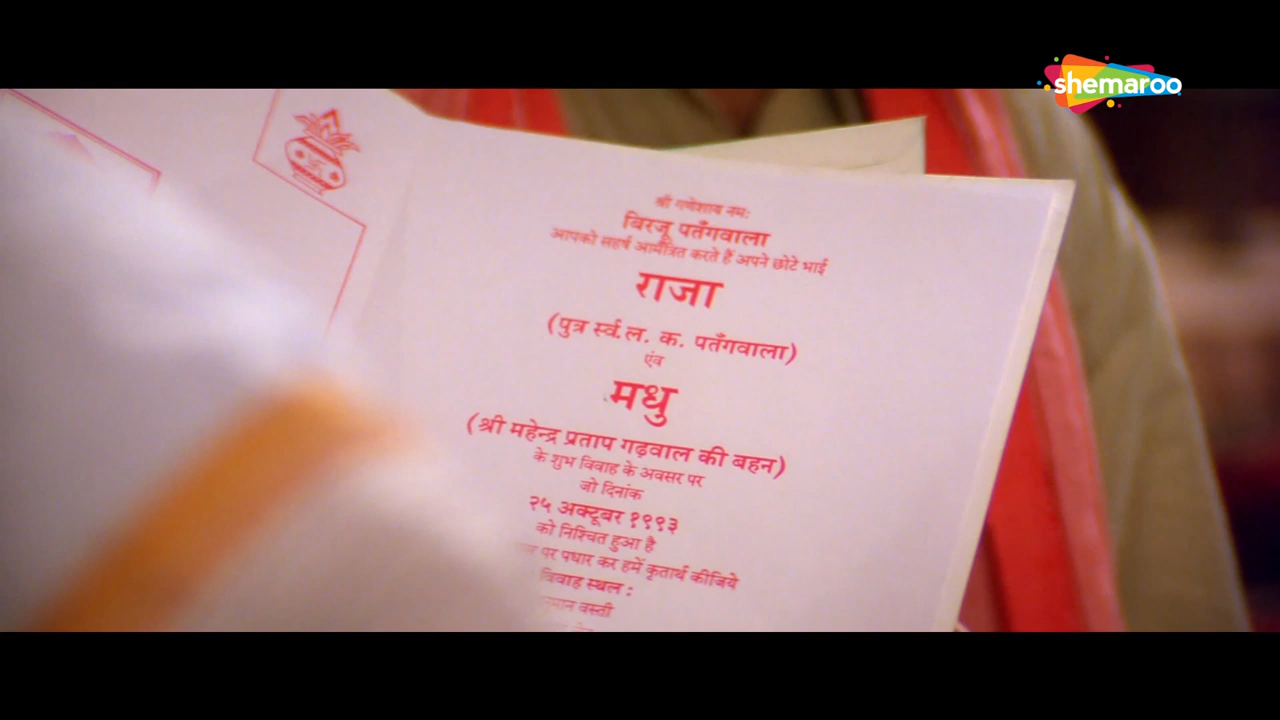 shemaroo
श्री गणेशाय नमः
बिरजू पतँगवाला
आपको सहर्ष आमंत्रित करते हैं अपने छोटे भाई
राजा
(पुत्र स्वं.ल. क. पतँगवाला)
एंव
मधु
(श्री महेन्द्र प्रताप गढ़वाल की बहन)
के शुभ विवाह के अवसर पर
जो दिनांक
२५ अक्टूबर १९९३
को निश्चित हुआ है
पर पधार कर हमें कृतार्थ कीजिये
विवाह स्थल :
वस्ती